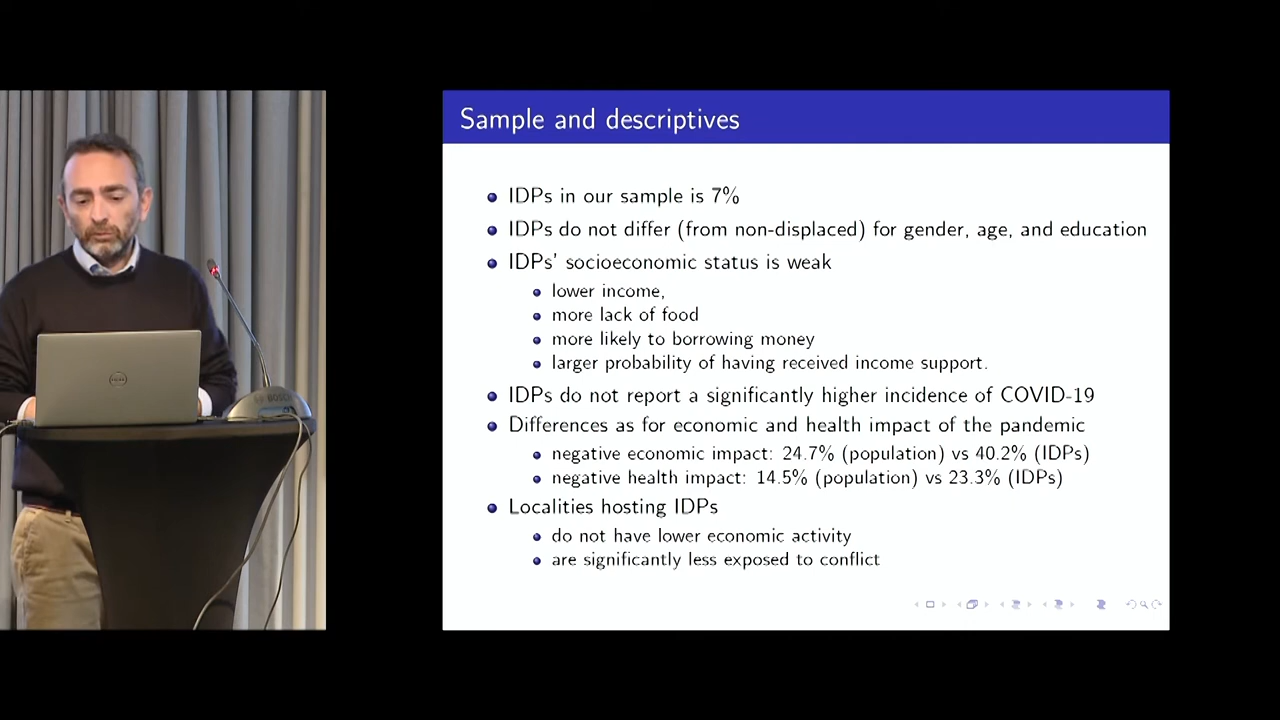 Sample and descriptives
IDPs in our sample is 7%
IDPs do not differ (from non-displaced) for gender, age, and education
IDPs' socioeconomic status is weak
lower income,
more lack of food
more likely to borrowing money
larger probability of having received income support.
IDPs do not report a significantly higher incidence of COVID-19
Differences as for economic and health impact of the pandemic
negative economic impact: 24.7% (population) vs 40.2% (IDPs)
negative health impact: 14.5% (population) vs 23.3% (IDPs)
Localities hosting IDPs
do not have lower economic activity
are significantly less exposed to conflict
DELL
BOSCH